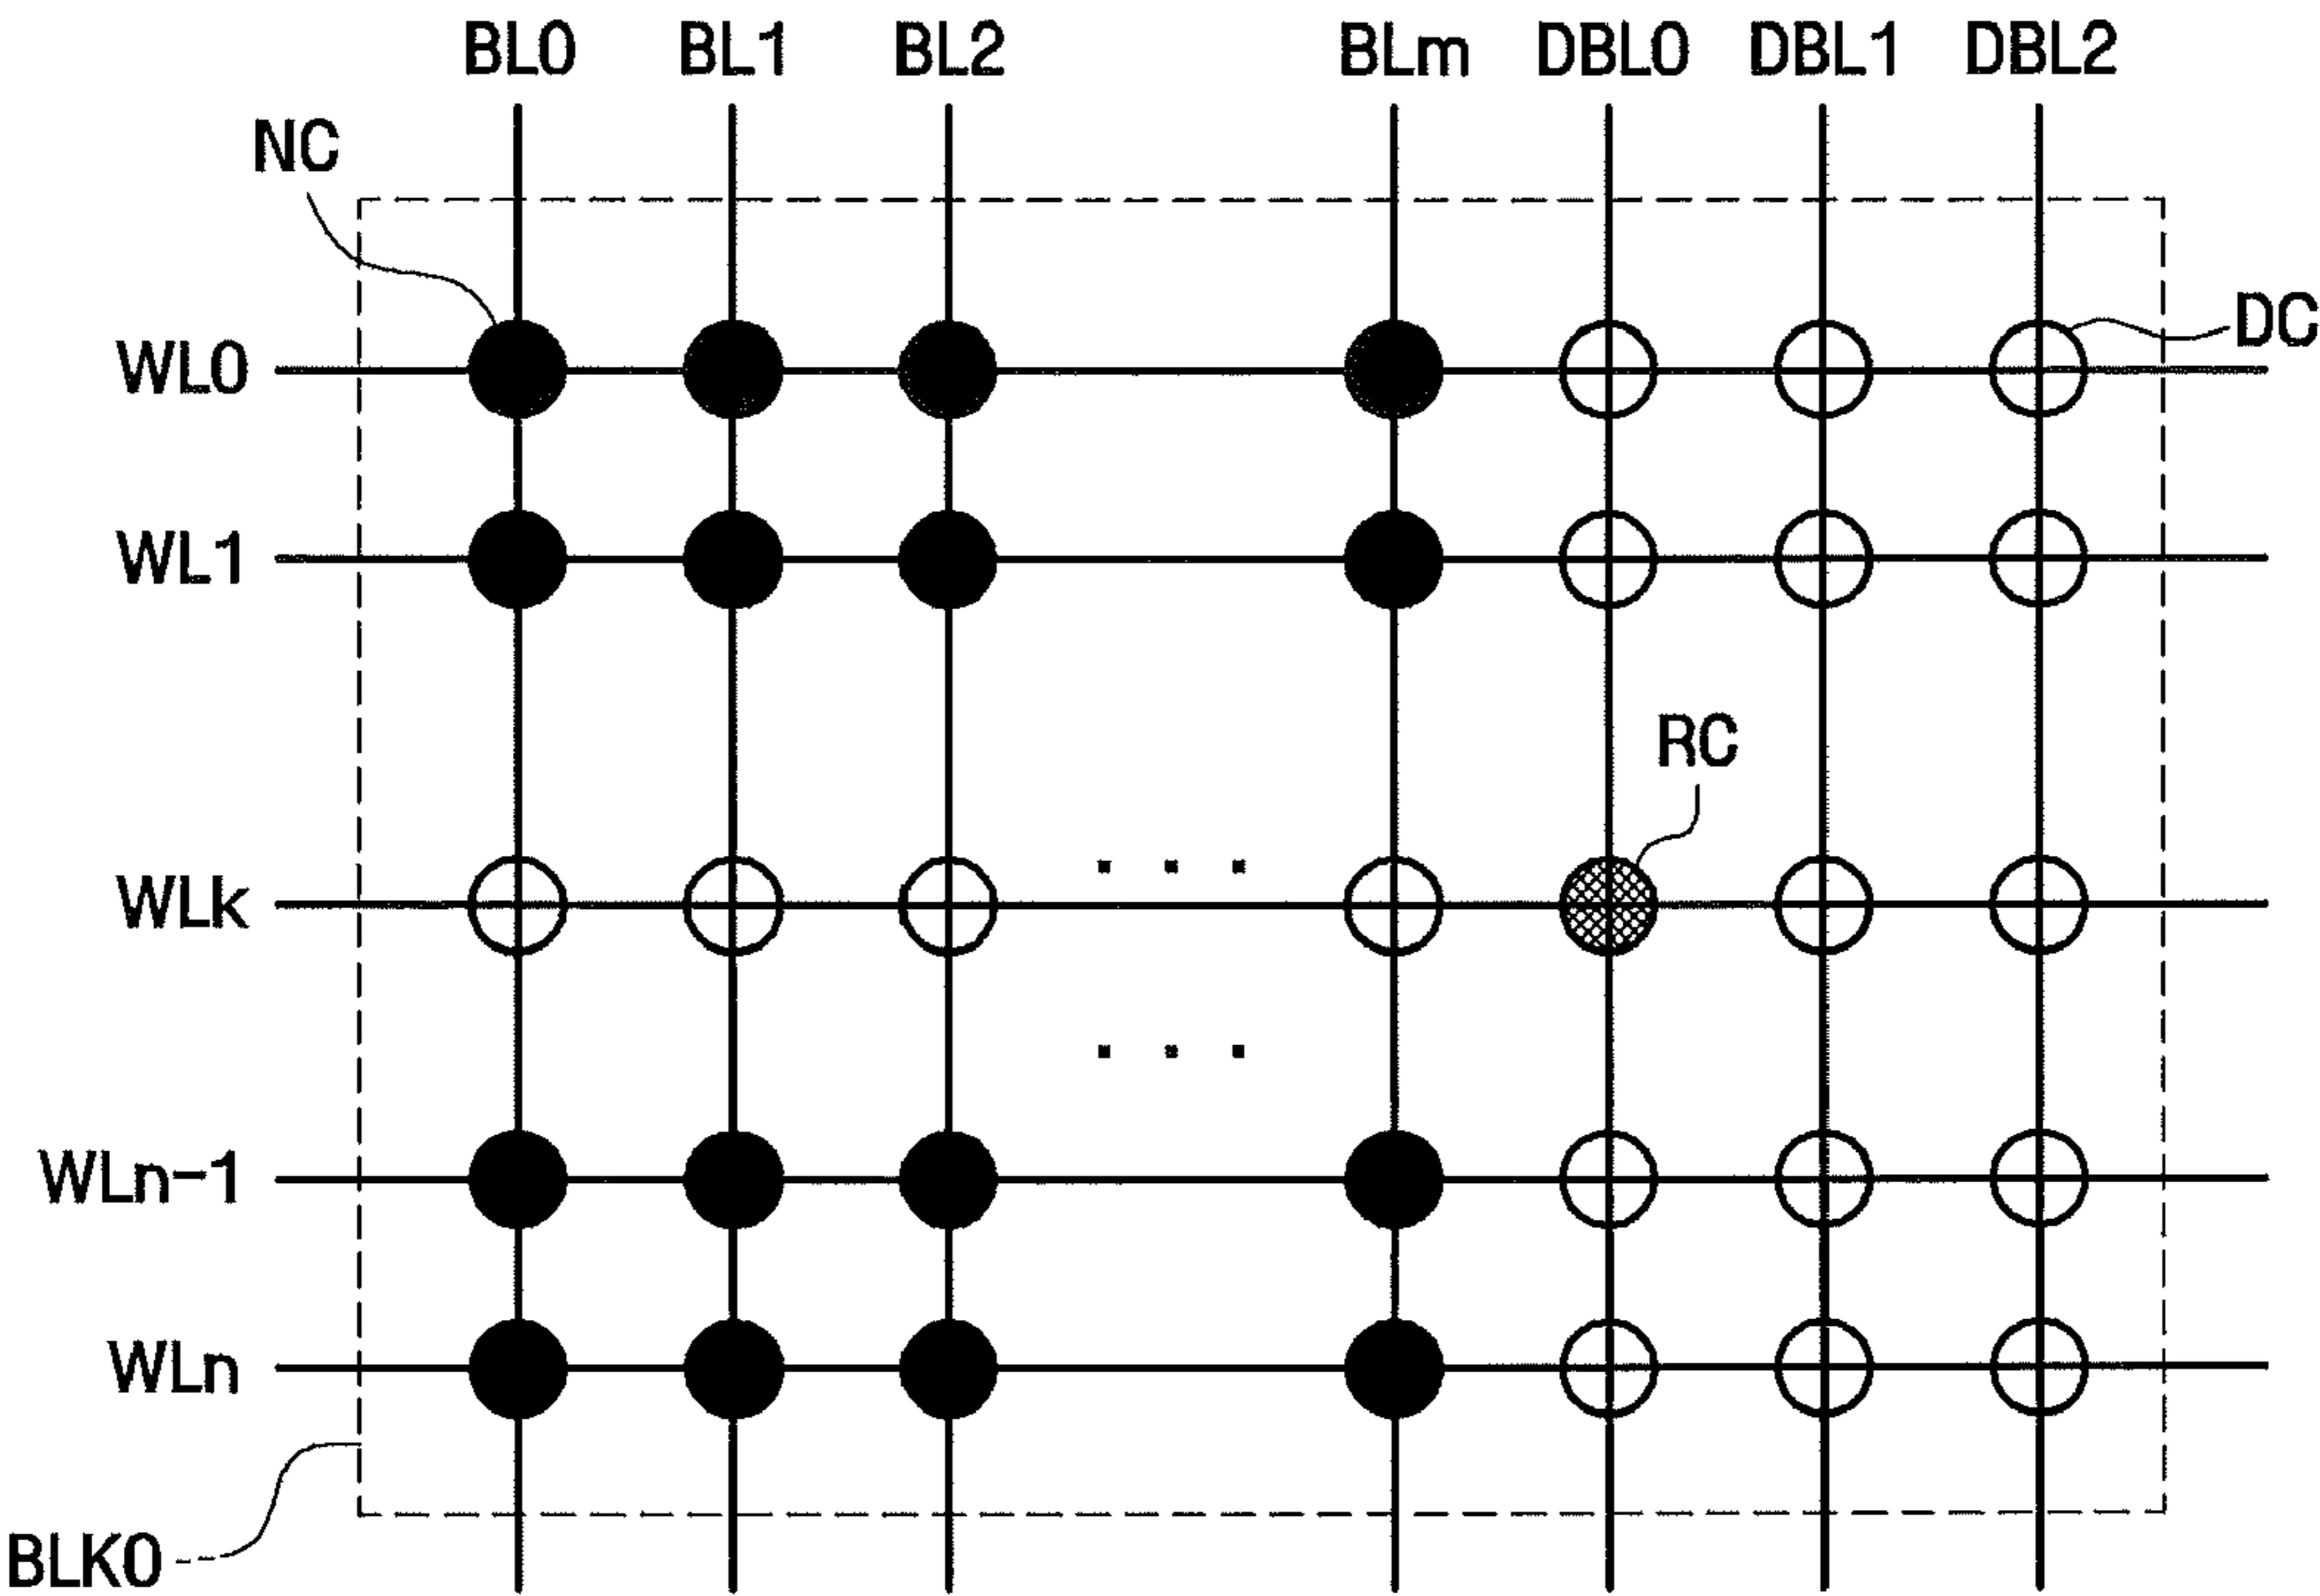 BL0 BL1 BL2 BLm DBL0 DBL1 DBL2
NC
DC
WL0
WL1
RC
. . .
WLk
. . .
WLn-1
WLn
BLK0